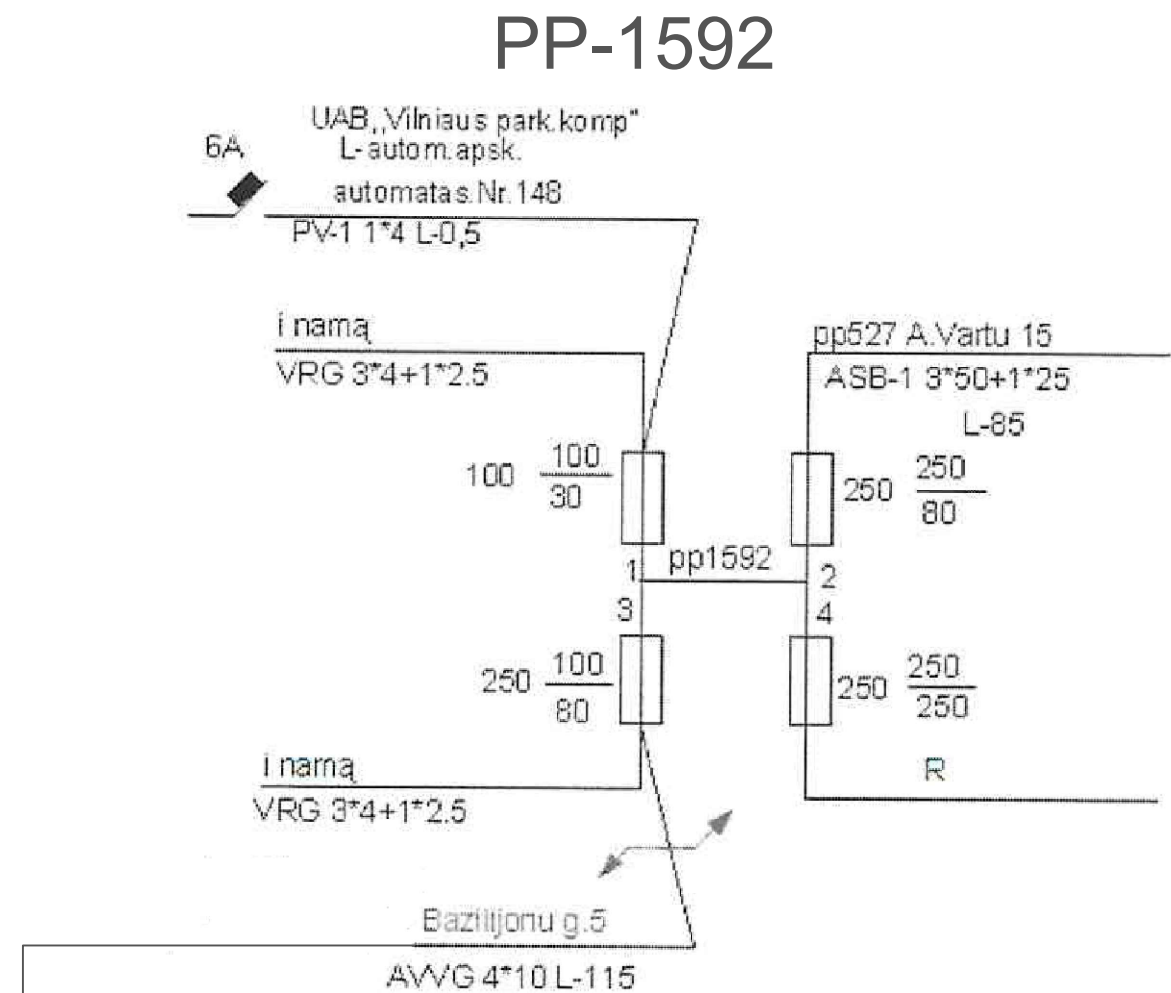 PP-1592
UAB,,Vilniaus park.komp"
6A
L-autom.apsk.
automatas.Nr.148
PV-1 1*4 L-0,5
i namą
VRG 3*4+1*2.5
pp527 A.Vartu 15
ASB-1 3*50+1*25
L-85
100 100
30
250 250
80
1 pp1592 2
3 4
250 100
80
250 250
250
i namą
VRG 3*4+1*2.5
R
Bazilijonu g.5
AVVG 4*10 L-115